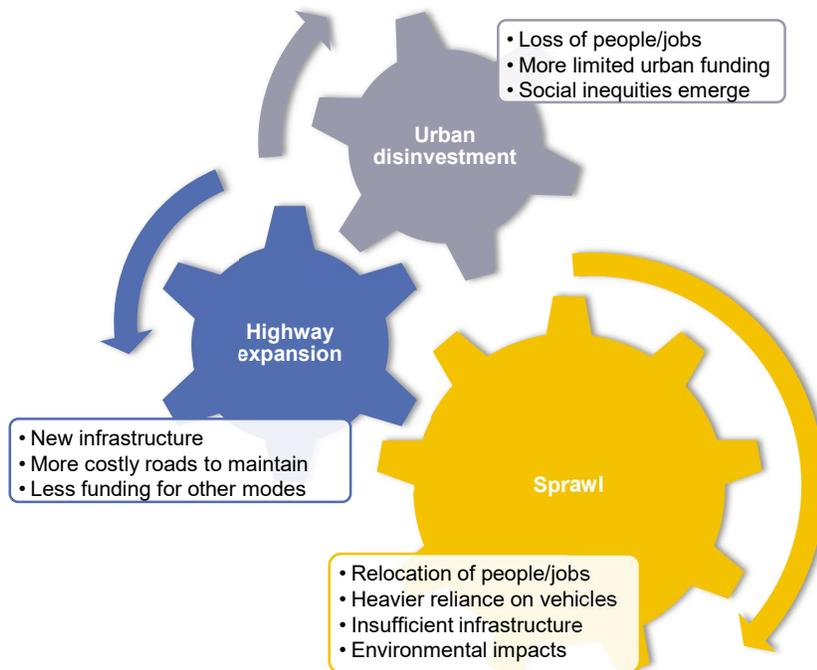 • Loss of people/jobs
• More limited urban funding
• Social inequities emerge
Urban
disinvestment
Highway
expansion
• New infrastructure
• More costly roads to maintain
• Less funding for other modes
Sprawl
• Relocation of people/jobs
• Heavier reliance on vehicles
• Insufficient infrastructure
• Environmental impacts